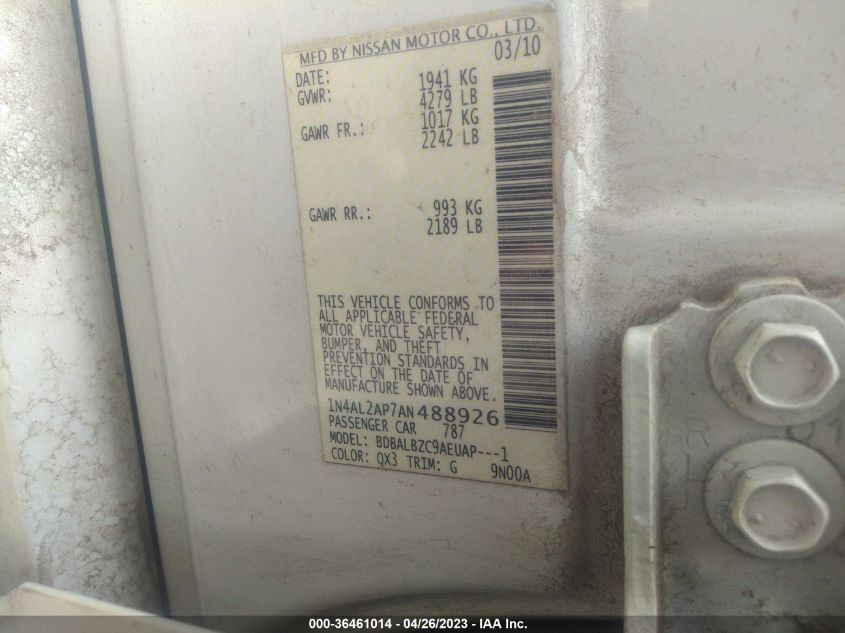 MFD BY NISSAN MOTOR CO., LTD.
DATE: 03/10
GVWR: 1941 KG
4279 LB
GAWR FR.: 1017 KG
2242 LB
GAWR RR.: 993 KG
2189 LB
THIS VEHICLE CONFORMS TO
ALL APPLICABLE FEDERAL
MOTOR VEHICLE SAFETY,
BUMPER, AND THEFT
PREVENTION STANDARDS IN
EFFECT ON THE DATE OF
MANUFACTURE SHOWN ABOVE.
1N4AL2AP7AN488926
PASSENGER CAR 787
MODEL: BDBALBZC9AEUAP---1
COLOR: QX3 TRIM: G 9N00A
R
L
000-36461014 - 04/26/2023 - IAA Inc.